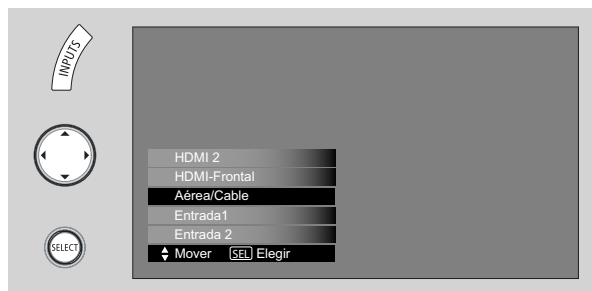 INPUTS
SELECT
HDMI 2
HDMI-Frontal
Aérea/Cable
Entrada1
Entrada 2
Mover SEL Elegir